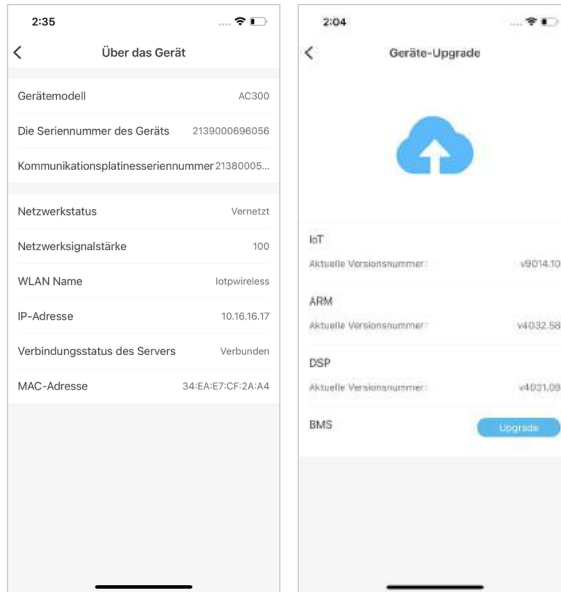 2:35
Über das Gerät
Gerätemodell AC300
Die Seriennummer des Geräts 2139000696056
Kommunikationsplatinesseriennummer 21380005...
Netzwerkstatus Vernetzt
Netzwerksignalstärke 100
WLAN Name Iotpwireless
IP-Adresse 10.16.16.17
Verbindungsstatus des Servers Verbunden
MAC-Adresse 34:EA:E7:CF:2A:A4
2:04
Geräte-Upgrade
IoT
Aktuelle Versionsnummer: v9014.10
ARM
Aktuelle Versionsnummer: v4032.58
DSP
Aktuelle Versionsnummer: v4031.08
BMS Upgrade